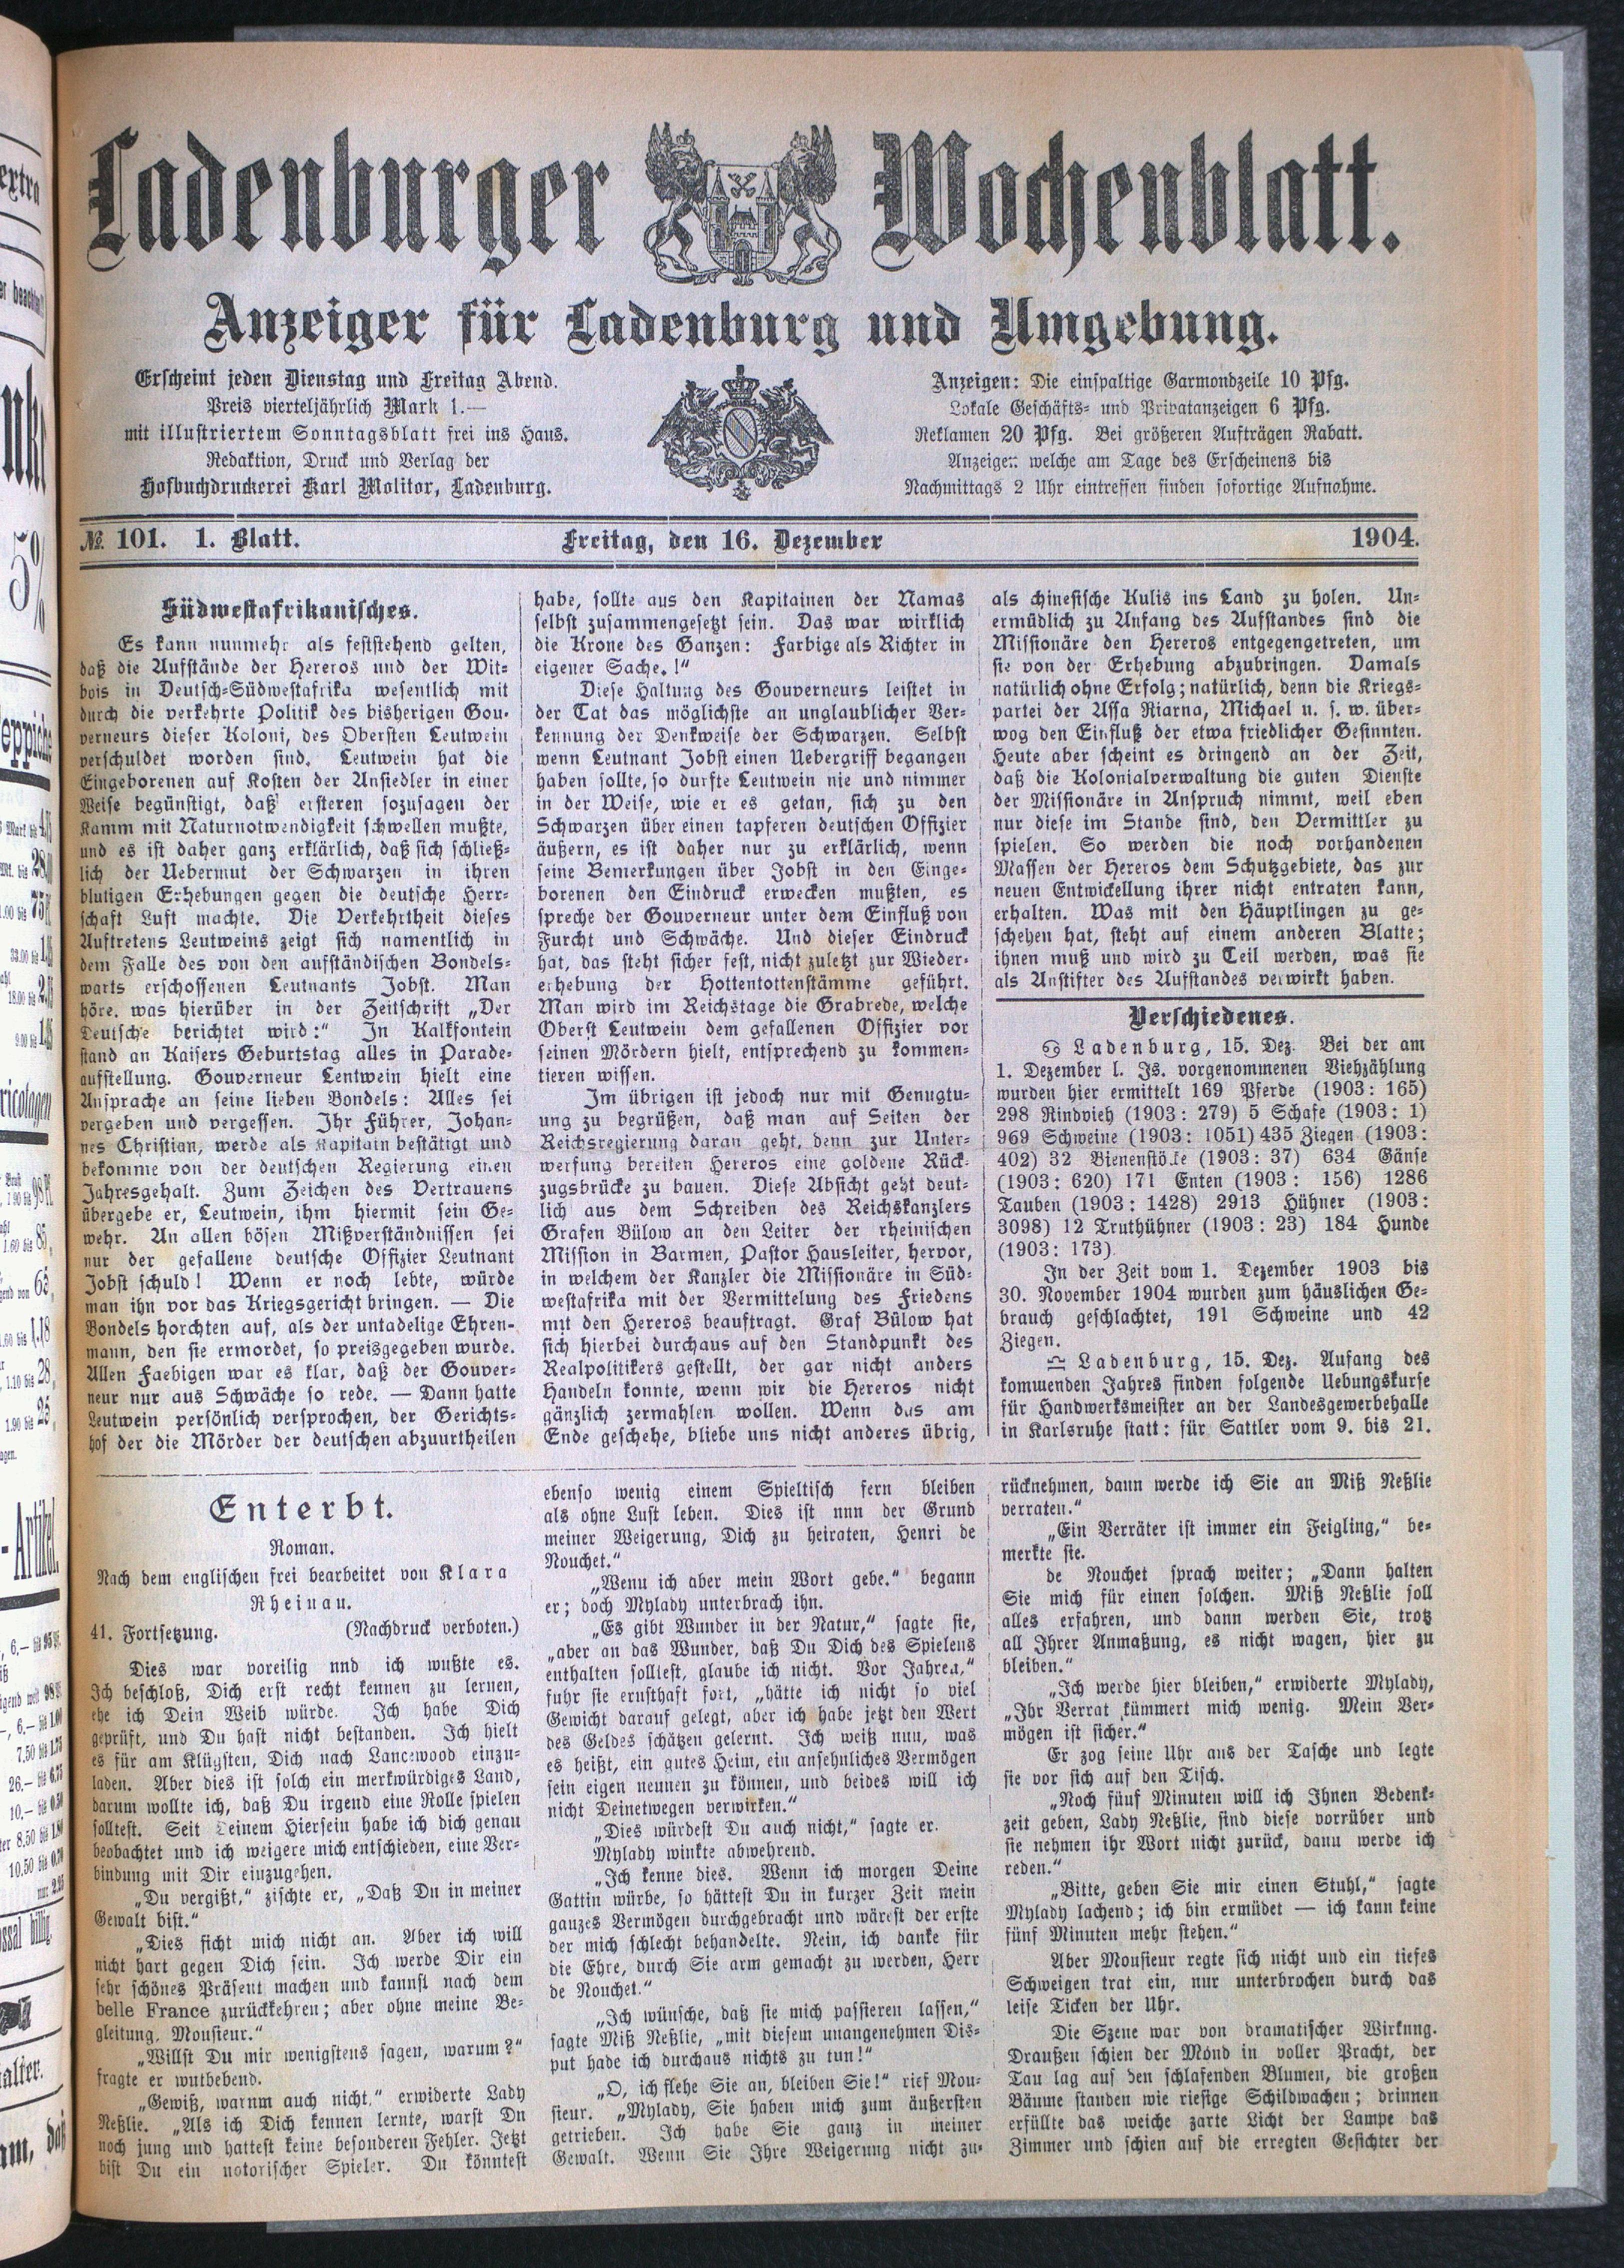 Ladenburger Wochenblatt.
Anzeiger für Ladenburg und Umgebung.
Erscheint jeden Dienstag und Freitag Abend.
Preis vierteljährlich Mark 1.—
mit illustriertem Sonntagsblatt frei ins Haus.
Redaktion, Druck und Verlag der
Hofbuchdruckerei Karl Molitor, Ladenburg.
Anzeigen: Die einspaltige Garmondzeile 10 Pfg.
Lokale Geschäfts- und Privatanzeigen 6 Pfg.
Reklamen 20 Pfg. Bei größeren Aufträgen Rabatt.
Anzeigen welche am Tage des Erscheinens bis
Nachmittags 2 Uhr eintreffen finden sofortige Aufnahme.
№ 101. 1. Blatt. Freitag, den 16. Dezember 1904.
Südwestafrikanisches.
Es kann nunmehr als feststehend gelten,
daß die Aufstände der Hereros und der Wit-
bois in Deutsch-Südwestafrika wesentlich mit
durch die verkehrte Politik des bisherigen Gou-
verneurs dieser Koloni, des Obersten Leutwein
verschuldet worden sind. Leutwein hat die
Eingeborenen auf Kosten der Ansiedler in einer
Weise begünstigt, daß ersteren sozusagen der
Kamm mit Naturnotwendigkeit schwellen mußte,
und es ist daher ganz erklärlich, daß sich schließ-
lich der Uebermut der Schwarzen in ihren
blutigen Erhebungen gegen die deutsche Herr-
schaft Luft machte. Die Verkehrtheit dieses
Auftretens Leutweins zeigt sich namentlich in
dem Falle des von den aufständischen Bondels-
warts erschossenen Leutnants Jobst. Man
höre, was hierüber in der Zeitschrift „Der
Deutsche berichtet wird:“ In Kalkfontein
stand an Kaisers Geburtstag alles in Parade-
aufstellung. Gouverneur Lentwein hielt eine
Ansprache an seine lieben Bondels: Alles sei
vergeben und vergessen. Ihr Führer, Johan-
nes Christian, werde als Kapitain bestätigt und
bekomme von der deutschen Regierung einen
Jahresgehalt. Zum Zeichen des Vertrauens
übergebe er, Leutwein, ihm hiermit sein Ge-
wehr. An allen bösen Mißverständnissen sei
nur der gefallene deutsche Offizier Leutnant
Jobst schuld! Wenn er noch lebte, würde
man ihn vor das Kriegsgericht bringen. — Die
Bondels horchten auf, als der untadelige Ehren-
mann, den sie ermordet, so preisgegeben wurde.
Allen Faebigen war es klar, daß der Gouver-
neur nur aus Schwäche so rede. — Dann hatte
Leutwein persönlich versprochen, der Gerichts-
hof der die Mörder der deutschen abzuurtheilen
habe, sollte aus den Kapitainen der Namas
selbst zusammengesetzt sein. Das war wirklich
die Krone des Ganzen: Farbige als Richter in
eigener Sache.!“
Diese Haltung des Gouverneurs leistet in
der Tat das möglichste an unglaublicher Ver-
kennung der Denkweise der Schwarzen. Selbst
wenn Leutnant Jobst einen Uebergriff begangen
haben sollte, so durfte Leutwein nie und nimmer
in der Weise, wie er es getan, sich zu den
Schwarzen über einen tapferen deutschen Offizier
äußern, es ist daher nur zu erklärlich, wenn
seine Bemerkungen über Jobst in den Einge-
borenen den Eindruck erwecken mußten, es
spreche der Gouverneur unter dem Einfluß von
Furcht und Schwäche. Und dieser Eindruck
hat, das steht sicher fest, nicht zuletzt zur Wieder-
erhebung der Hottentottenstämme geführt.
Man wird im Reichstage die Grabrede, welche
Oberst Leutwein dem gefallenen Offizier vor
seinen Mördern hielt, entsprechend zu kommen-
tieren wissen.
Im übrigen ist jedoch nur mit Genugtu-
ung zu begrüßen, daß man auf Seiten der
Reichsregierung daran geht, denn zur Unter-
werfung bereiten Hereros eine goldene Rück-
zugsbrücke zu bauen. Diese Absicht geht deut-
lich aus dem Schreiben des Reichskanzlers
Grafen Bülow an den Leiter der rheinischen
Mission in Barmen, Pastor Hausleiter, hervor,
in welchem der Kanzler die Missionäre in Süd-
westafrika mit der Vermittelung des Friedens
mit den Hereros beauftragt. Graf Bülow hat
sich hierbei durchaus auf den Standpunkt des
Realpolitikers gestellt, der gar nicht anders
Handeln konnte, wenn wir die Hereros nicht
gänzlich zermahlen wollen. Wenn das am
Ende geschehe, bliebe uns nicht anderes übrig,
als chinesische Kulis ins Land zu holen. Un-
ermüdlich zu Anfang des Aufstandes sind die
Missionäre den Hereros entgegengetreten, um
sie von der Erhebung abzubringen. Damals
natürlich ohne Erfolg; natürlich, denn die Kriegs-
partei der Assa Riarna, Michael u. s. w. über-
wog den Einfluß der etwa friedlicher Gesinnten.
Heute aber scheint es dringend an der Zeit,
daß die Kolonialverwaltung die guten Dienste
der Missionäre in Anspruch nimmt, weil eben
nur diese im Stande sind, den Vermittler zu
spielen. So werden die noch vorhandenen
Massen der Hereros dem Schutzgebiete, das zur
neuen Entwickellung ihrer nicht entraten kann,
erhalten. Was mit den Häuptlingen zu ge-
schehen hat, steht auf einem anderen Blatte;
ihnen muß und wird zu Teil werden, was sie
als Anstifter des Aufstandes verwirkt haben.
Verschiedenes.
Ladenburg, 15. Dez. Bei der am
1. Dezember l. Js. vorgenommenen Viehzählung
wurden hier ermittelt 169 Pferde (1903: 165)
298 Rindvieh (1903: 279) 5 Schafe (1903: 1)
969 Schweine (1903: 1051) 435 Ziegen (1903:
402) 32 Bienenstöcke (1903: 37) 634 Gänse
(1903: 620) 171 Enten (1903: 156) 1286
Tauben (1903: 1428) 2913 Hühner (1903:
3098) 12 Truthühner (1903: 23) 184 Hunde
(1903: 173).
In der Zeit vom 1. Dezember 1903 bis
30. November 1904 wurden zum häuslichen Ge-
brauch geschlachtet, 191 Schweine und 42
Ziegen.
Ladenburg, 15. Dez. Aufang des
kommenden Jahres finden folgende Uebungskurse
für Handwerksmeister an der Landesgewerbehalle
in Karlsruhe statt: für Sattler vom 9. bis 21.
Enterbt.
Roman.
Nach dem englischen frei bearbeitet von Klara
Rheinau.
41. Fortsetzung. (Nachdruck verboten.)
Dies war voreilig nnd ich wußte es.
Ich beschloß, Dich erst recht kennen zu lernen,
ehe ich Dein Weib würde. Ich habe Dich
geprüft, und Du hast nicht bestanden. Ich hielt
es für am Klügsten, Dich nach Lancewood einzu-
laden. Aber dies ist solch ein merkwürdiges Land,
darum wollte ich, daß Du irgend eine Rolle spielen
solltest. Seit Deinem Hiersein habe ich dich genau
beobachtet und ich weigere mich entschieden, eine Ver-
bindung mit Dir einzugehen.
„Du vergißt,“ zischte er, „Daß Du in meiner
Gewalt bist.“
„Dies ficht mich nicht an. Aber ich will
nicht hart gegen Dich sein. Ich werde Dir ein
sehr schönes Präsent machen und kannst nach dem
belle France zurückkehren; aber ohne meine Be-
gleitung, Monsieur.“
„Willst Du mir wenigstens sagen, warum?“
fragte er wutbebend.
„Gewiß, warum auch nicht,“ erwiderte Lady
Neßlie. „Als ich Dich kennen lernte, warst Dn
noch jung und hattest keine besonderen Fehler. Jetzt
bist Du ein notorischer Spieler. Du könntest
ebenso wenig einem Spieltisch fern bleiben
als ohne Lust leben. Dies ist nnn der Grund
meiner Weigerung, Dich zu heiraten, Henri de
Nouchet.“
„Wenu ich aber mein Wort gebe.“ begann
er; doch Mylady unterbrach ihn.
„Es gibt Wunder in der Natur,“ sagte sie,
„aber an das Wunder, daß Du Dich des Spielens
enthalten solltest, glaube ich nicht. Vor Jahren,“
fuhr sie ernsthaft fort, „hätte ich nicht so viel
Gewicht darauf gelegt, aber ich habe jetzt den Wert
des Geldes schätzen gelernt. Ich weiß nun, was
es heißt, ein gutes Heim, ein ansehnliches Vermögen
sein eigen neunen zu können, und beides will ich
nicht Deinetwegen verwirken.“
„Dies würdest Du auch nicht,“ sagte er.
Mylady winkte abwehrend.
„Ich kenne dies. Wenn ich morgen Deine
Gattin würbe, so hättest Du in kurzer Zeit mein
ganzes Vermögen durchgebracht und wärest der erste
der mich schlecht behandelte. Nein, ich danke für
die Ehre, durch Sie arm gemacht zu werden, Herr
de Nouchet.“
„Ich wünsche, daß sie mich passieren lassen,“
sagte Miß Neßlie, „mit diesem unangenehmen Dis-
put habe ich durchaus nichts zu tun!“
„O, ich flehe Sie an, bleiben Sie!“ rief Mon-
sieur. „Mylady, Sie haben mich zum äußersten
getrieben. Ich habe Sie ganz in meiner
Gewalt. Wenn Sie Ihre Weigerung nicht zu-
rücknehmen, dann werde ich Sie an Miß Neßlie
verraten.“
„Ein Verräter ist immer ein Feigling,“ be-
merkte sie.
de Nouchet sprach weiter; „Dann halten
Sie mich für einen solchen. Miß Neßlie soll
alles erfahren, und dann werden Sie, trotz
all Ihrer Anmaßung, es nicht wagen, hier zu
bleiben.“
„Ich werde hier bleiben,“ erwiderte Mylady,
„Ihr Verrat kümmert mich wenig. Mein Ver-
mögen ist sicher.“
Er zog seine Uhr aus der Tasche und legte
sie vor sich auf den Tisch.
„Noch fünf Minuten will ich Ihnen Bedenk-
zeit geben, Lady Neßlie, sind diese vorrüber und
sie nehmen ihr Wort nicht zurück, danu werde ich
reden.“
„Bitte, geben Sie mir einen Stuhl,“ sagte
Mylady lachend; ich bin ermüdet — ich kann keine
fünf Minuten mehr stehen.“
Aber Monsieur regte sich nicht und ein tiefes
Schweigen trat ein, nur unterbrochen durch das
leise Ticken der Uhr.
Die Szene war von dramatischer Wirkung.
Draußen schien der Mond in voller Pracht, der
Tau lag auf den schlafenden Blumen, die großen
Bäume standen wie riesige Schildwachen; drinnen
erfüllte das weiche zarte Licht der Lampe das
Zimmer und schien auf die erregten Gesichter der